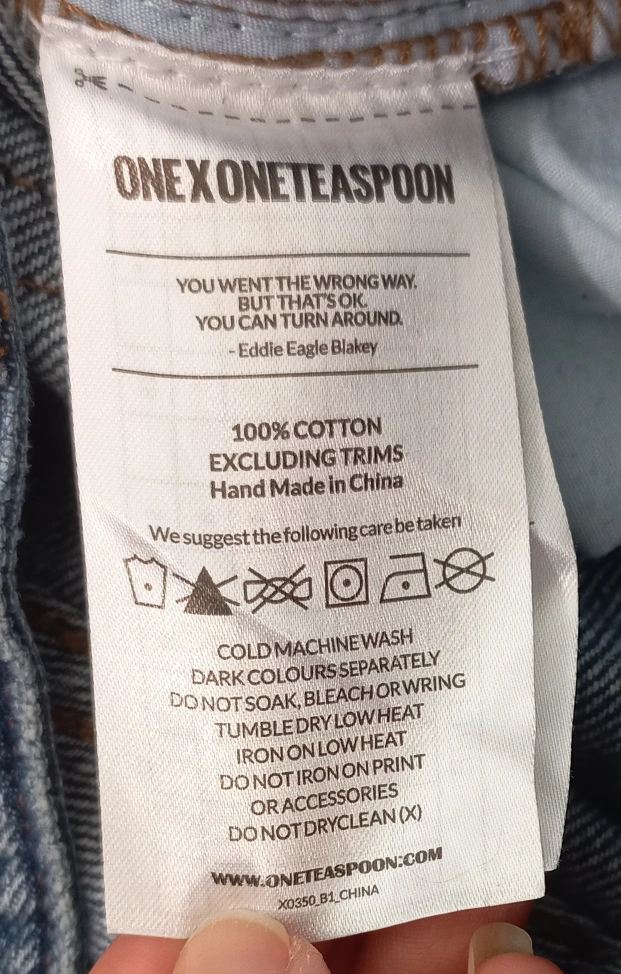 ONEXONETEASPOON
YOU WENT THE WRONG WAY.
BUT THAT'S OK.
YOU CAN TURN AROUND.
- Eddie Eagle Blakey
100% COTTON
EXCLUDING TRIMS
Hand Made in China
We suggest the following care be taken
COLD MACHINE WASH
DARK COLOURS SEPARATELY
DO NOT SOAK, BLEACH OR WRING
TUMBLE DRY LOW HEAT
IRON ON LOW HEAT
DO NOT IRON ON PRINT
OR ACCESSORIES
DO NOT DRYCLEAN (X)
WWW.ONETEASPOON.COM
X0350_B1_CHINA